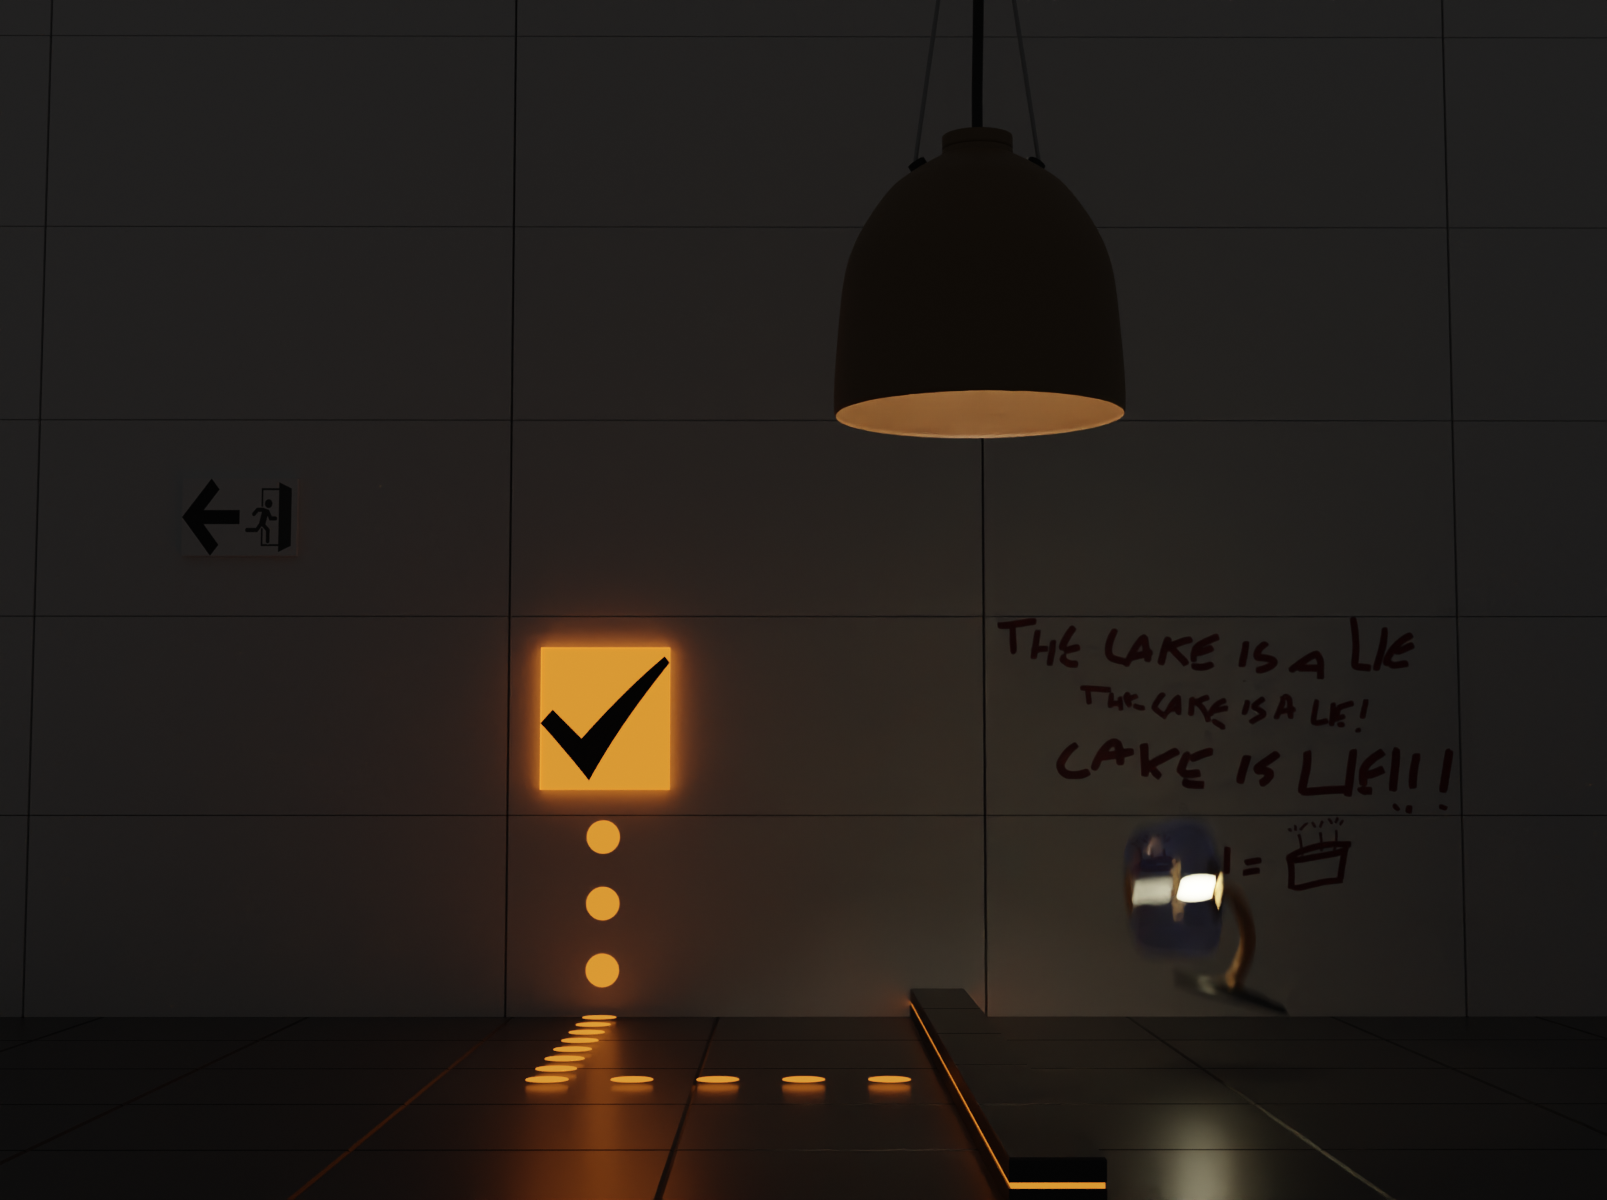 THE CAKE IS A LIE
THE CAKE IS A LIE!
CAKE IS LIE!!!
=